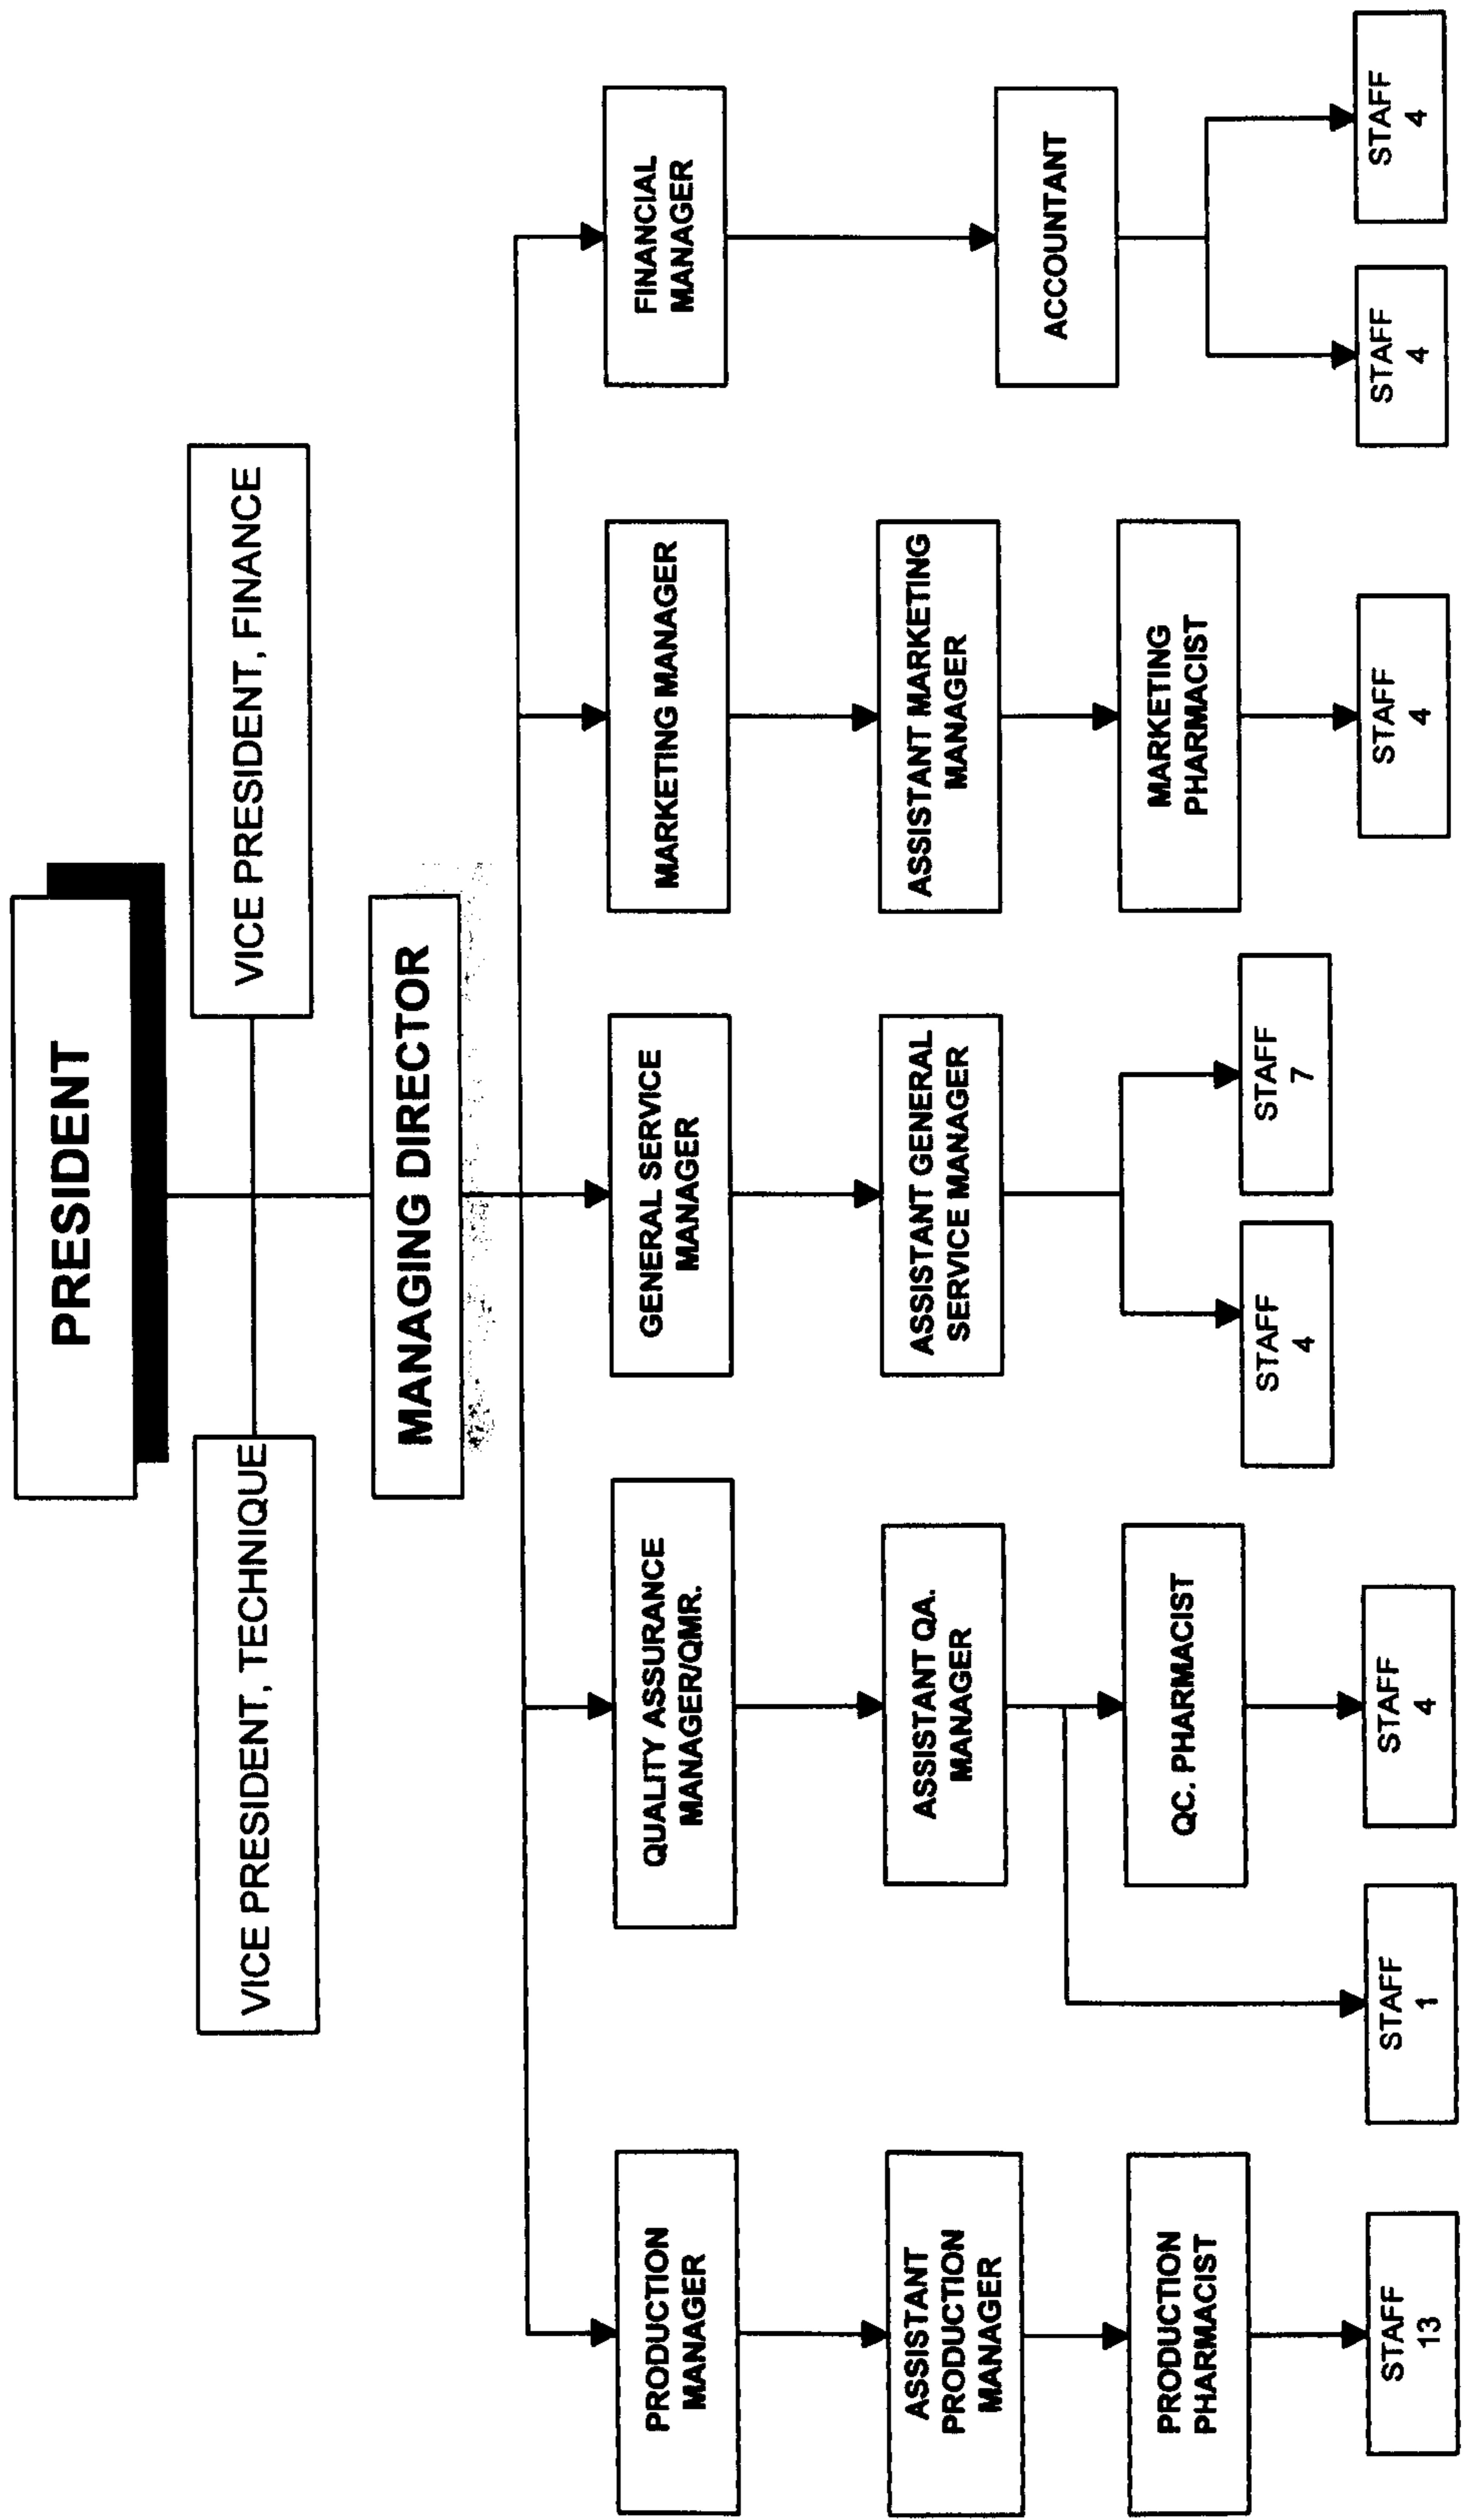 PRESIDENT
VICE PRESIDENT, TECHNIQUE
VICE PRESIDENT, FINANCE
MANAGING DIRECTOR
PRODUCTION
MANAGER
QUALITY ASSURANCE
MANAGER/QMR.
GENERAL SERVICE
MANAGER
MARKETING MANAGER
FINANCIAL
MANAGER
ASSISTANT
PRODUCTION
MANAGER
ASSISTANT QA.
MANAGER
ASSISTANT GENERAL
SERVICE MANAGER
ASSISTANT MARKETING
MANAGER
ACCOUNTANT
PRODUCTION
PHARMACIST
QC. PHARMACIST
MARKETING
PHARMACIST
STAFF
4
STAFF
7
STAFF
13
STAFF
1
STAFF
4
STAFF
4
STAFF
4
STAFF
4